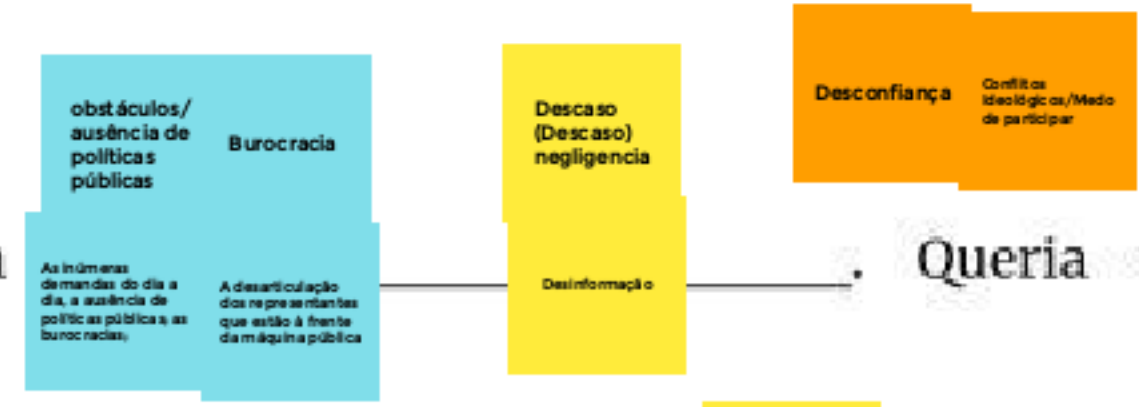 obstáculos/
ausência de
políticas
públicas
Burocracia
As inúmeras
demandas do dia a
dia, a ausência de
políticas públicas, as
burocracias,
A desarticulação
dos representantes
que estão à frente
da máquina pública
Descaso
(Descaso)
negligencia
Desinformação
Desconfiança
Conflitos
Ideológicos/Medo
de participar
. Queria